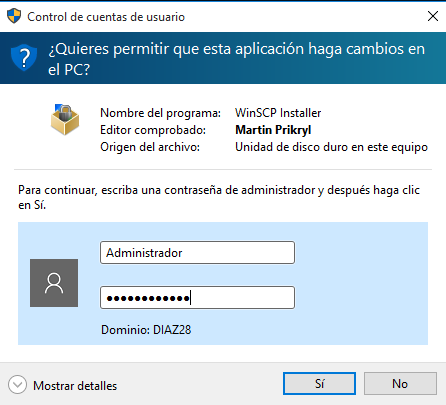 Control de cuentas de usuario
¿Quieres permitir que esta aplicación haga cambios en
el PC?
Nombre del programa: WinSCP Installer
Editor comprobado: Martin Prikryl
Origen del archivo: Unidad de disco duro en este equipo
Para continuar, escriba una contraseña de administrador y después haga clic
en Sí.
Administrador
●●●●●●●●●●●●
Dominio: DIAZ28
Mostrar detalles
Sí
No